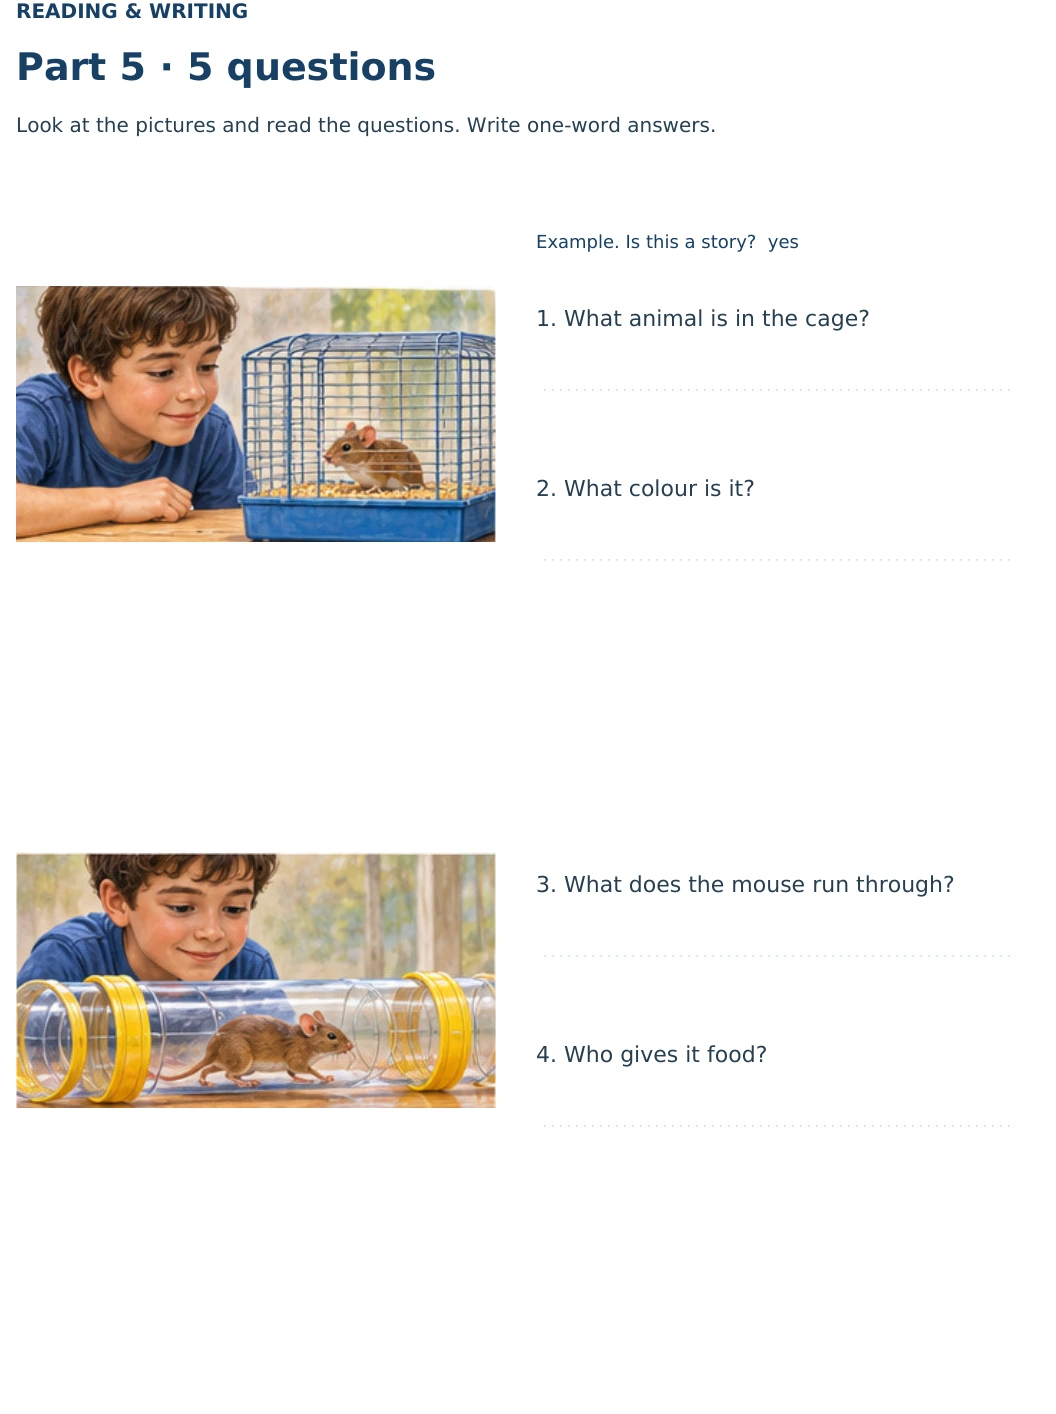 READING & WRITING
Part 5 · 5 questions
Look at the pictures and read the questions. Write one-word answers.
Example. Is this a story? yes
1. What animal is in the cage?
2. What colour is it?
3. What does the mouse run through?
4. Who gives it food?